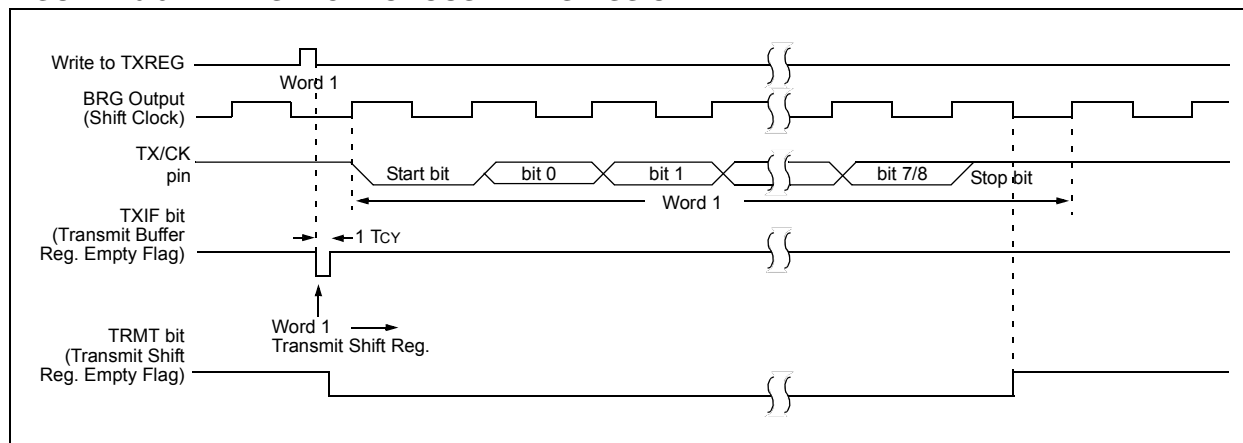 Write to TXREG
Word 1
BRG Output
(Shift Clock)
TX/CK
pin
Start bit
bit 0
bit 1
bit 7/8
Stop bit
Word 1
TXIF bit
(Transmit Buffer
Reg. Empty Flag)
1 TCY
Word 1
Transmit Shift Reg.
TRMT bit
(Transmit Shift
Reg. Empty Flag)